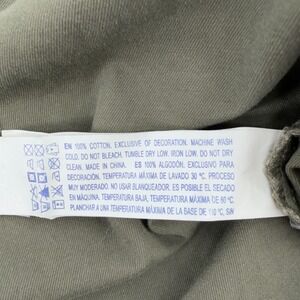 EN 100% COTTON, EXCLUSIVE OF DECORATION. MACHINE WASH
COLD, DO NOT BLEACH, TUMBLE DRY LOW, IRON LOW, DO NOT DRY
CLEAN. MADE IN CHINA. ES 100% ALGODÓN, EXCLUSIVO PARA
DECORACIÓN. TEMPERATURA MÁXIMA DE LAVADO 30 ºC. PROCESO
MUY MODERADO. NO USAR BLANQUEADOR. ES POSIBLE EL SECADO
EN MÁQUINA. TEMPERATURA BAJA, TEMPERATURA MÁXIMA DE 60 ºC.
PLANCHAR A UNA TEMPERATURA MÁXIMA DE LA BASE DE 110 ºC, SIN